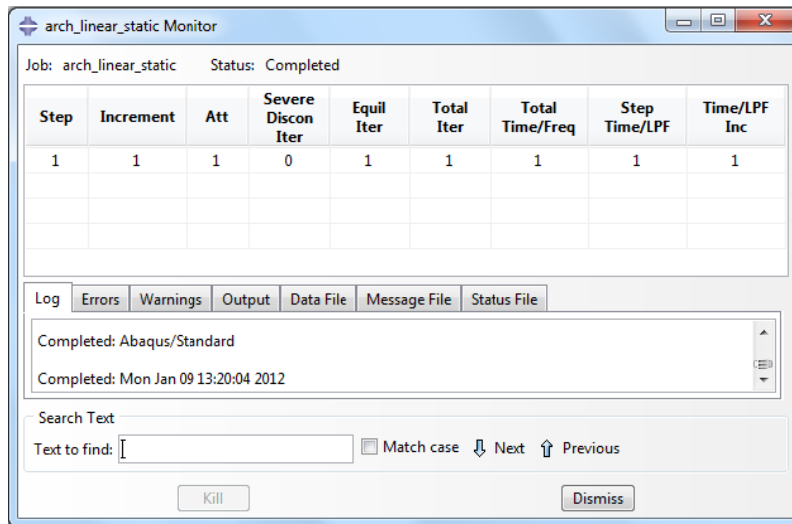 arch_linear_static Monitor
Job: arch_linear_static Status: Completed
Step Increment Att Severe Discon Iter Equil Iter Total Iter Total Time/Freq Step Time/LPF Time/LPF Inc
1 1 1 0 1 1 1 1 1
Log Errors Warnings Output Data File Message File Status File
Completed: Abaqus/Standard
Completed: Mon Jan 09 13:20:04 2012
Search Text
Text to find: Match case Next Previous
Kill Dismiss